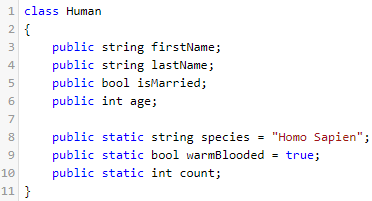 1 class Human
2 {
3     public string firstName;
4     public string lastName;
5     public bool isMarried;
6     public int age;
7
8     public static string species = "Homo Sapien";
9     public static bool warmBlooded = true;
10     public static int count;
11 }